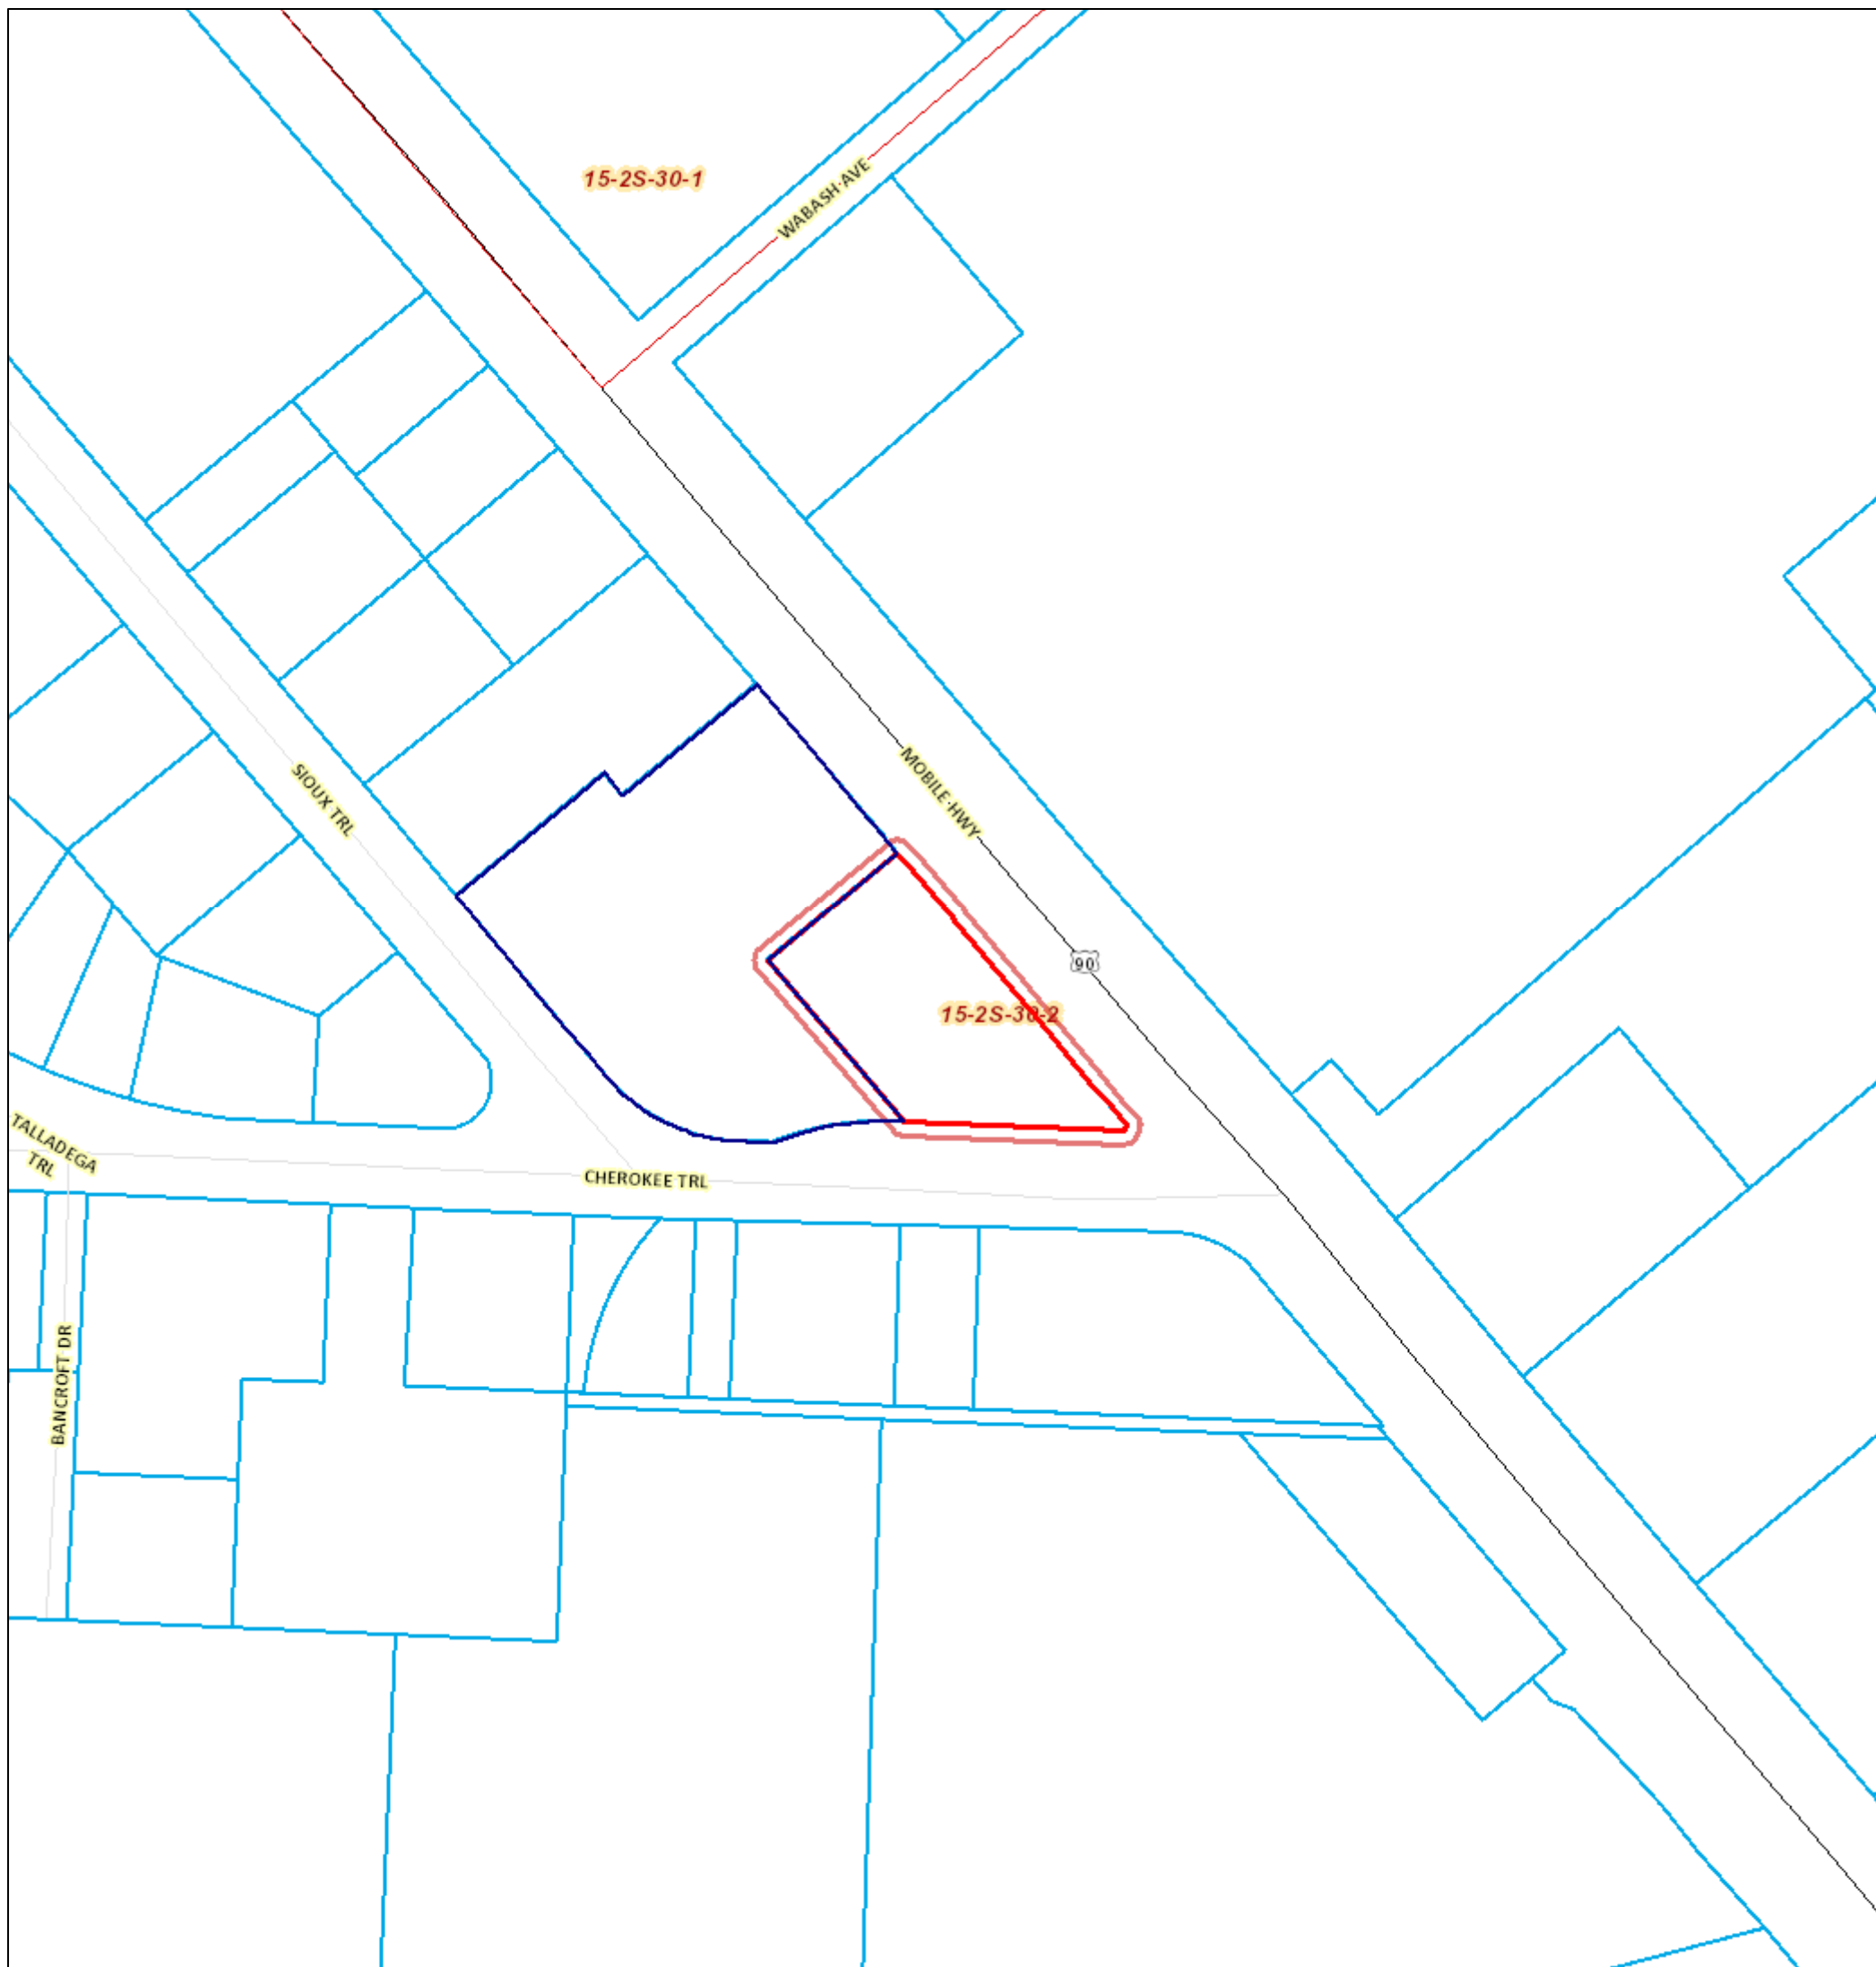 15-2S-30-1
WABASH AVE
SIOUX TRL
MOBILE HWY
90
15-2S-30-2
TALLADEGA
TRL
CHEROKEE TRL
BANCROFT DR